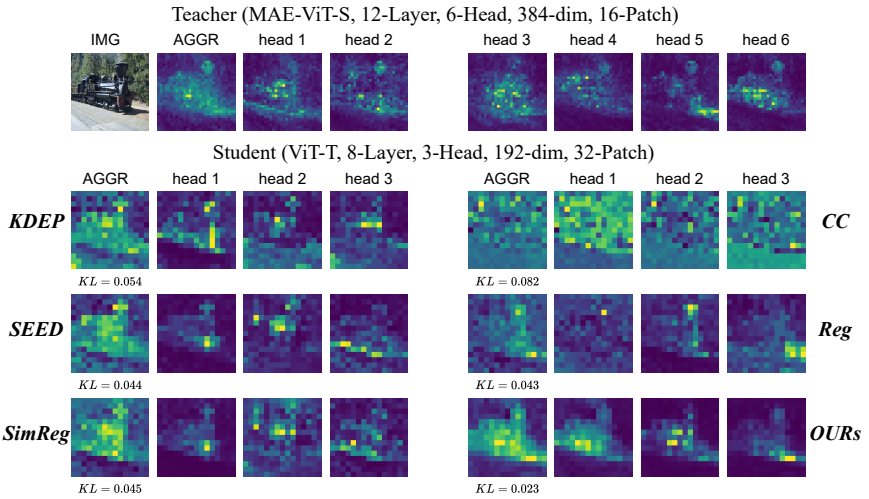 Teacher (MAE-ViT-S, 12-Layer, 6-Head, 384-dim, 16-Patch)
IMG AGGR head 1 head 2 head 3 head 4 head 5 head 6
Student (ViT-T, 8-Layer, 3-Head, 192-dim, 32-Patch)
AGGR head 1 head 2 head 3 AGGR head 1 head 2 head 3
KDEP CC
KL = 0.054 KL = 0.082
SEED Reg
KL = 0.044 KL = 0.043
SimReg OURs
KL = 0.045 KL = 0.023